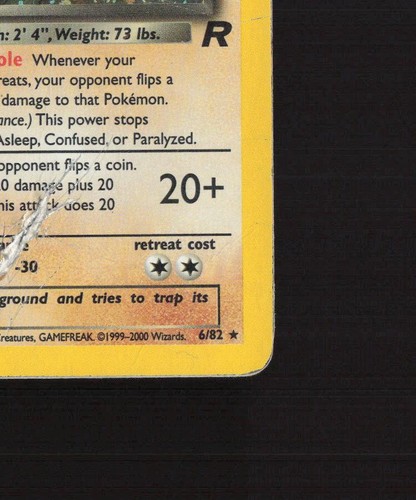 h: 2' 4", Weight: 73 lbs.
R
ole Whenever your
reats, your opponent flips a
damage to that Pokémon.
ance.) This power stops
Asleep, Confused, or Paralyzed.
opponent flips a coin.
0 damage plus 20
his attack does 20
20+
retreat cost
-30
ground and tries to trap its
reatures, GAMEFREAK. ©1999-2000 Wizards. 6/82 ★